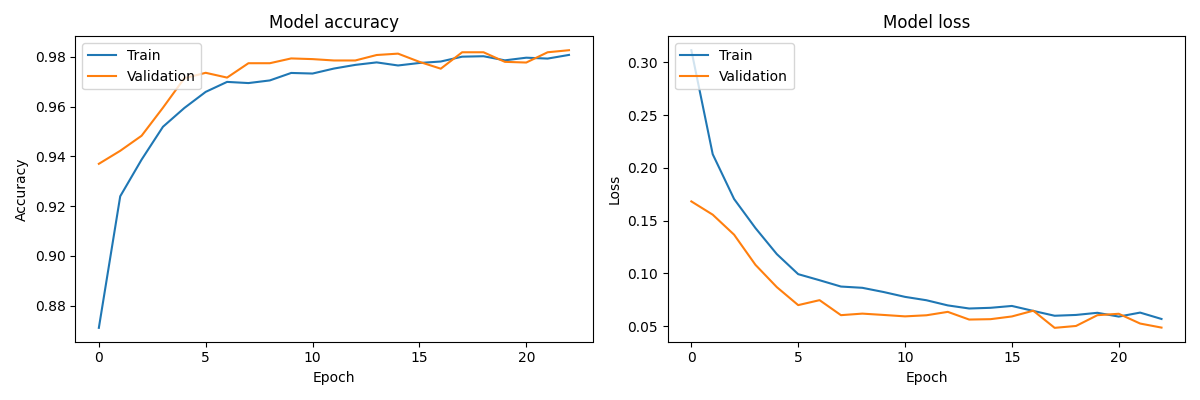 Model accuracy
Train
Validation
0.98
0.96
0.94
0.92
0.90
0.88
Accuracy
0 5 10 15 20
Epoch
Model loss
Train
Validation
0.30
0.25
0.20
0.15
0.10
0.05
Loss
0 5 10 15 20
Epoch